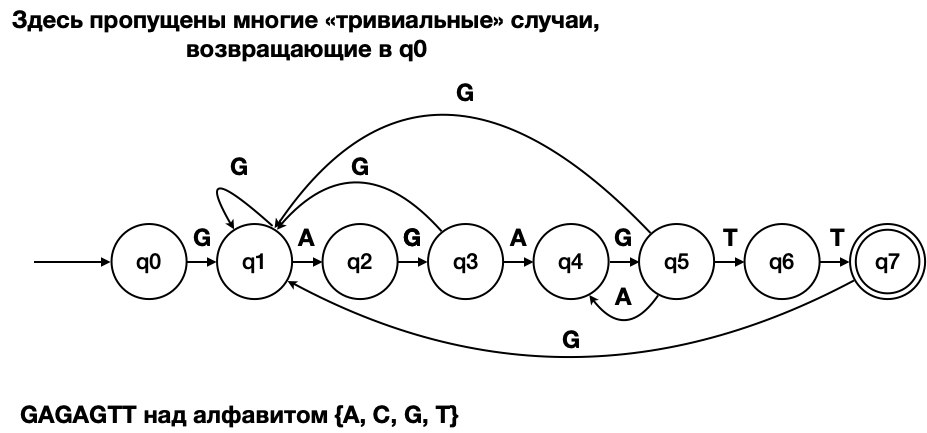 Здесь пропущены многие «тривиальные» случаи,
возвращающие в q0
G
G
G
G
A
G
A
G
T
T
q0
q1
q2
q3
q4
q5
q6
q7
A
G
GAGAGTT над алфавитом {A, C, G, T}